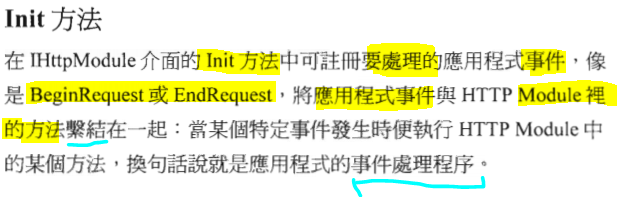 Init 方法
在 IHttpModule 介面的 Init 方法中可註冊要處理的應用程式事件，像
是 BeginRequest 或 EndRequest，將應用程式事件與 HTTP Module 裡
的方法繫結在一起：當某個特定事件發生時便執行 HTTP Module 中
的某個方法，換句話說就是應用程式的事件處理程序。